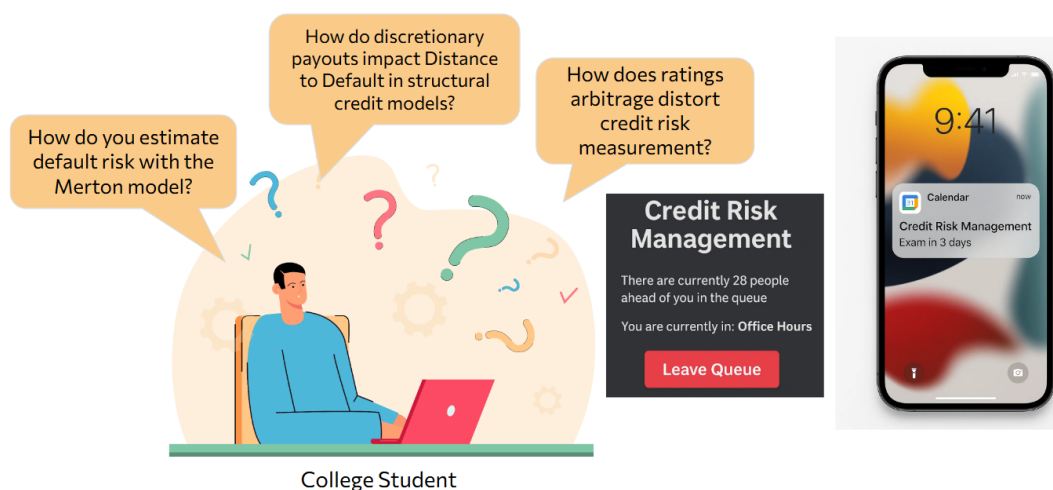 How do discretionary
payouts impact Distance
to Default in structural
credit models?
How does ratings
arbitrage distort
credit risk
measurement?
How do you estimate
default risk with the
Merton model?
Credit Risk
Management
There are currently 28 people
ahead of you in the queue
You are currently in: Office Hours
Leave Queue
9:41
31
Calendar
now
Credit Risk Management
Exam in 3 days
College Student